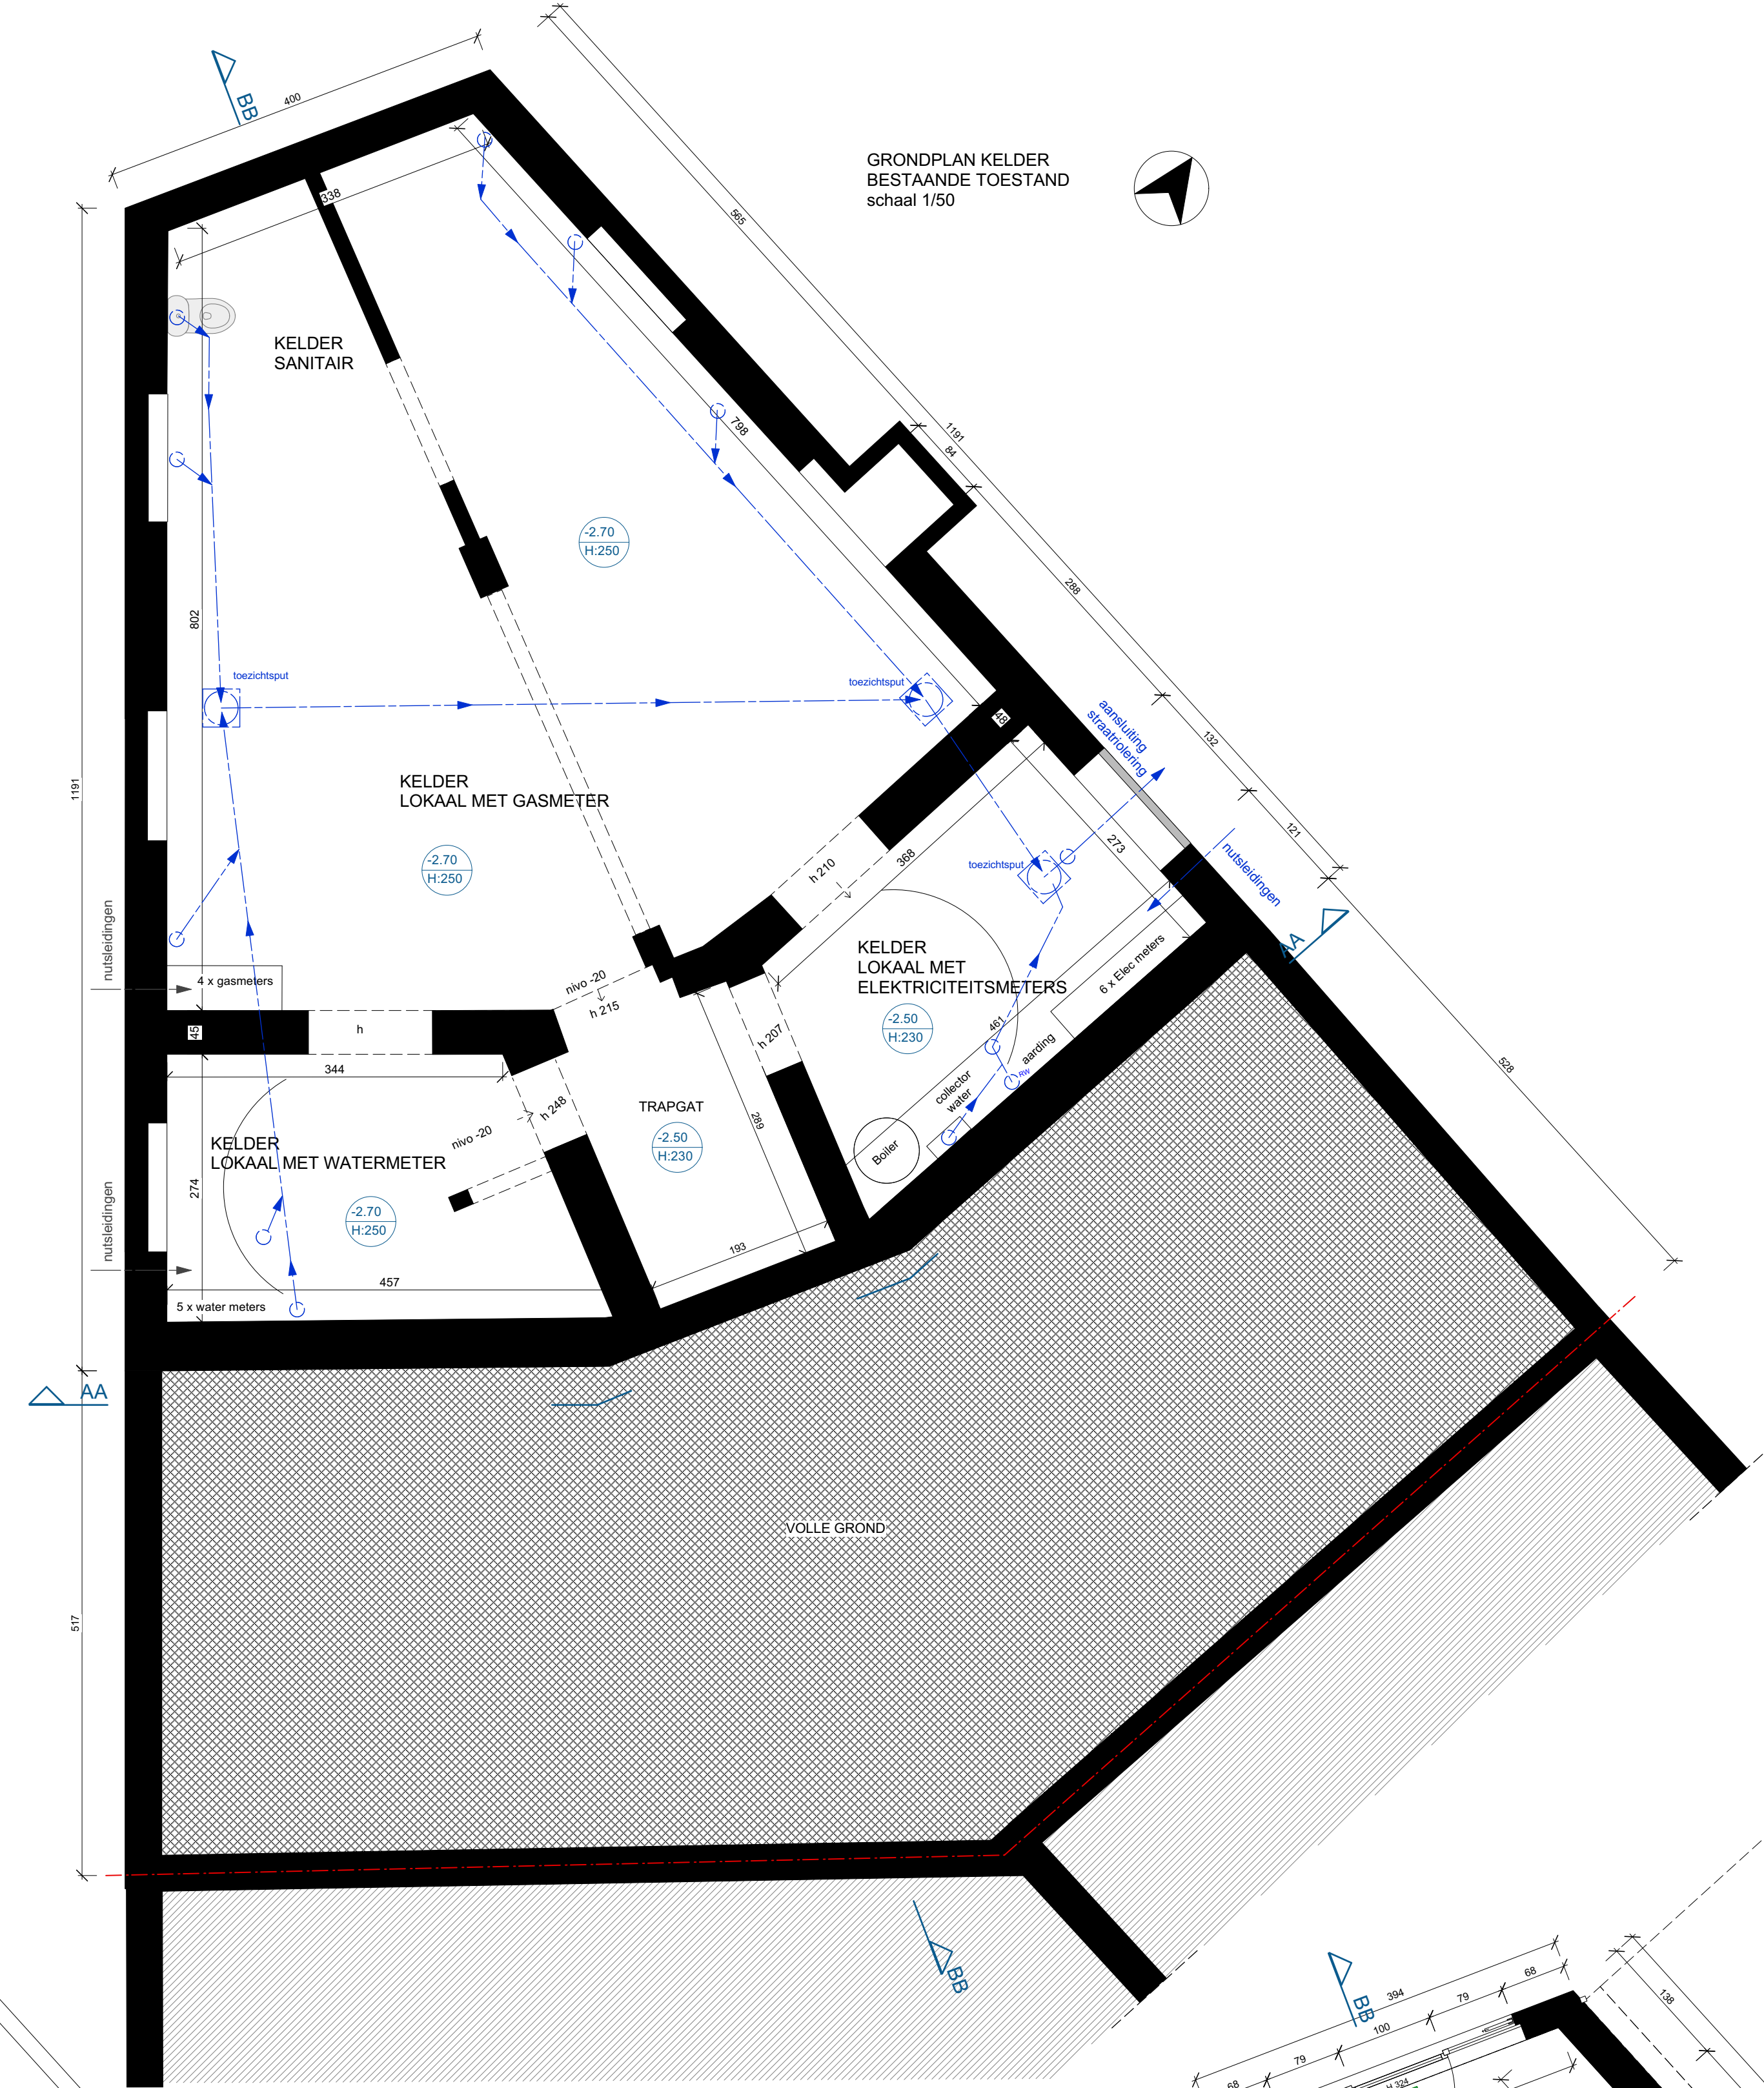 BB
400
GRONDPLAN KELDER
BESTAANDE TOESTAND
schaal 1/50
338
565
KELDER
SANITAIR
798
1191
84
-2.70
H:250
288
802
toezichtsput
toezichtsput
48
aansluiting
straatriolering
132
1191
KELDER
LOKAAL MET GASMETER
121
273
-2.70
H:250
h 210
368
toezichtsput
nutsleidingen
nutsleidingen
AA
KELDER
LOKAAL MET
ELEKTRICITEITSMETERS
6 x Elec meters
4 x gasmeters
nivo -20
h 215
-2.50
H:230
461
45
h
h 207
aarding
RW
344
collector
water
528
TRAPGAT
h 248
289
nivo -20
-2.50
H:230
Boiler
KELDER
LOKAAL MET WATERMETER
274
-2.70
H:250
nutsleidingen
193
457
5 x water meters
AA
VOLLE GROND
517
BB
BB
394
68
79
138
100
79
68
H 324